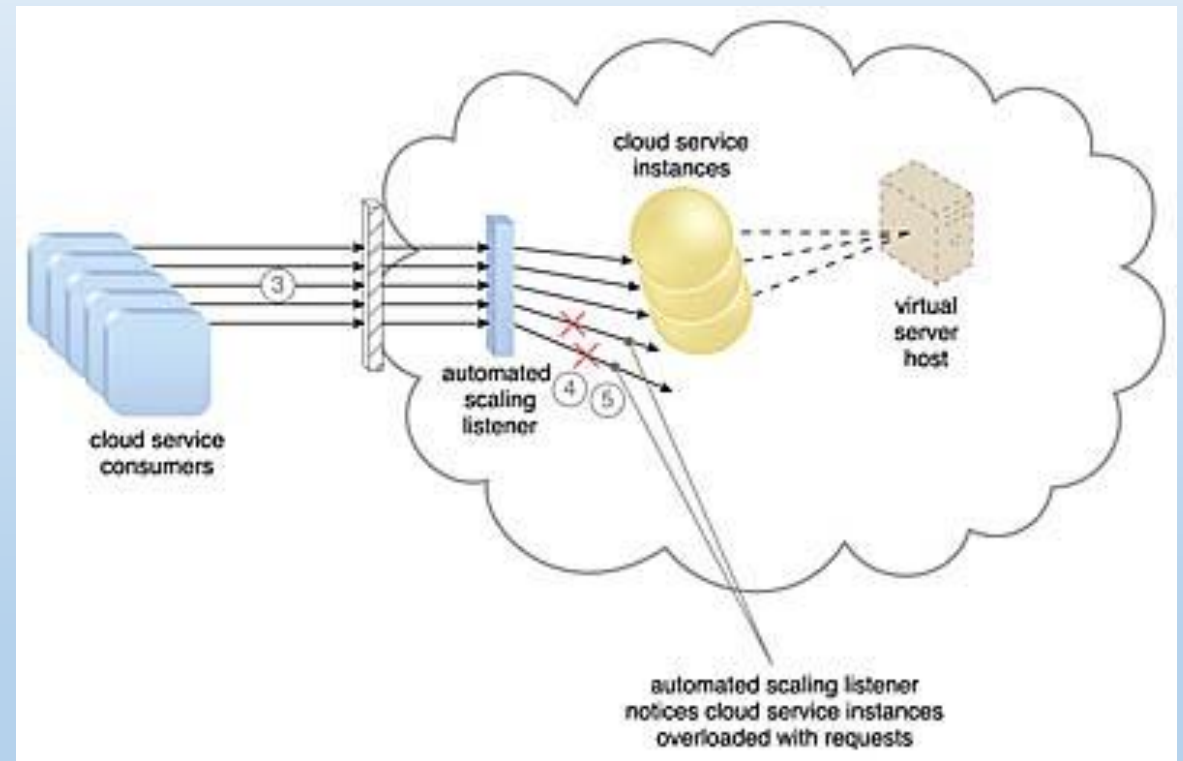 cloud service
instances
3
virtual
server
host
automated
scaling
listener
4
5
cloud service
consumers
automated scaling listener
notices cloud service instances
overloaded with requests